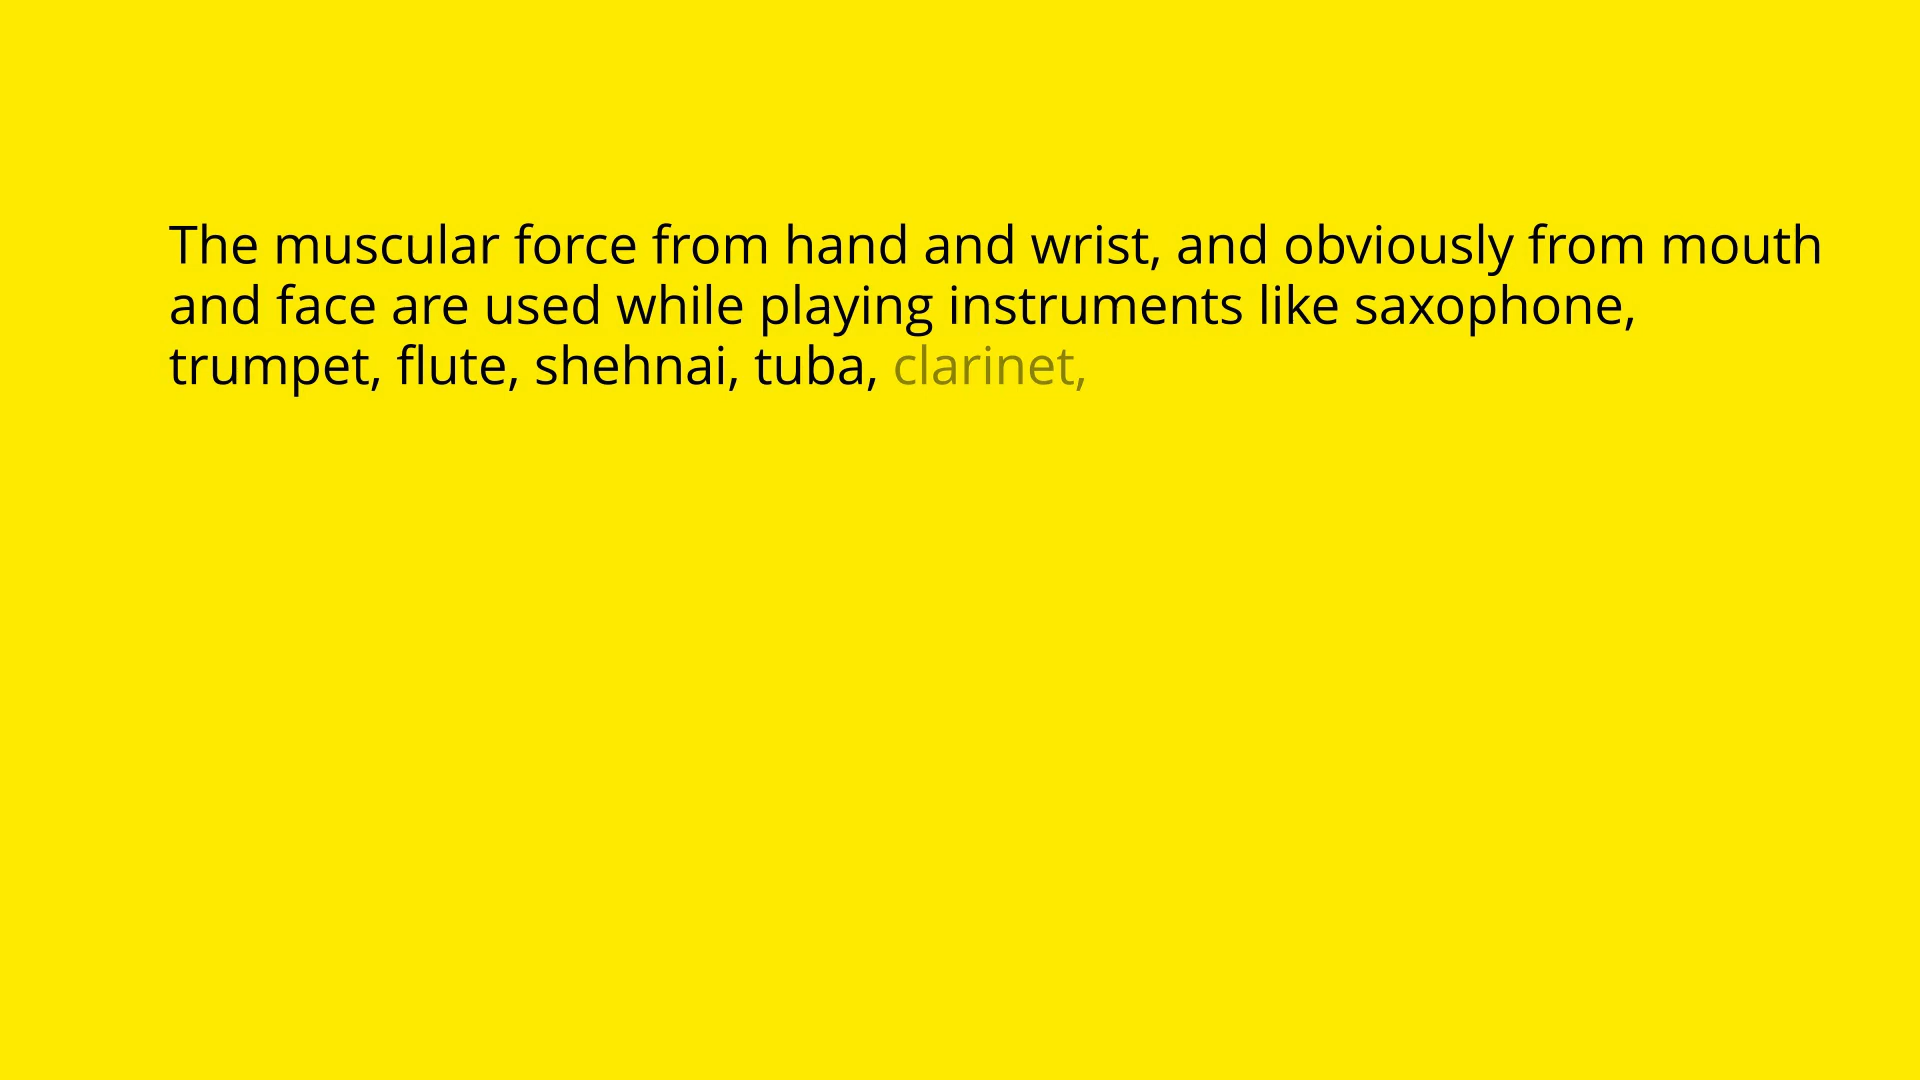 The muscular force from hand and wrist, and obviously from mouth
and face are used while playing instruments like saxophone,
trumpet, flute, shehnai, tuba, clarinet,